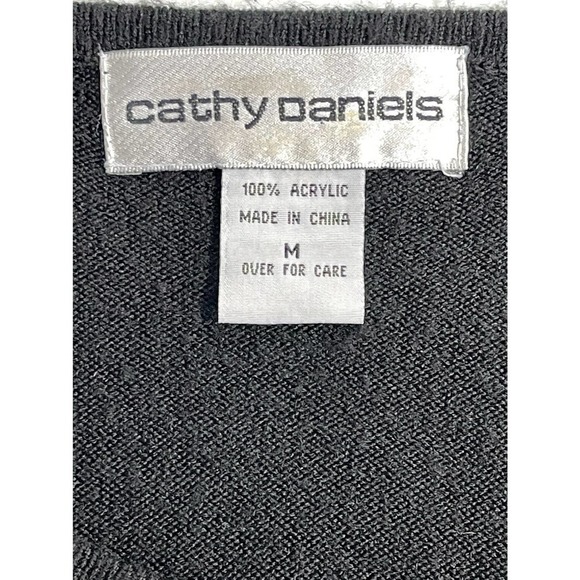 cathy Daniels
100% ACRYLIC
MADE IN CHINA
M
OVER FOR CARE